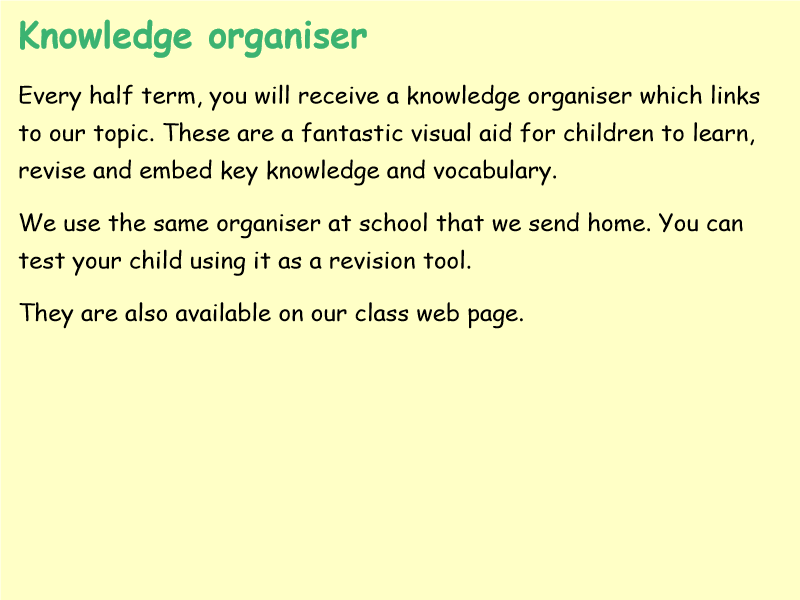 Knowledge organiser
Every half term, you will receive a knowledge organiser which links
to our topic. These are a fantastic visual aid for children to learn,
revise and embed key knowledge and vocabulary.
We use the same organiser at school that we send home. You can
test your child using it as a revision tool.
They are also available on our class web page.